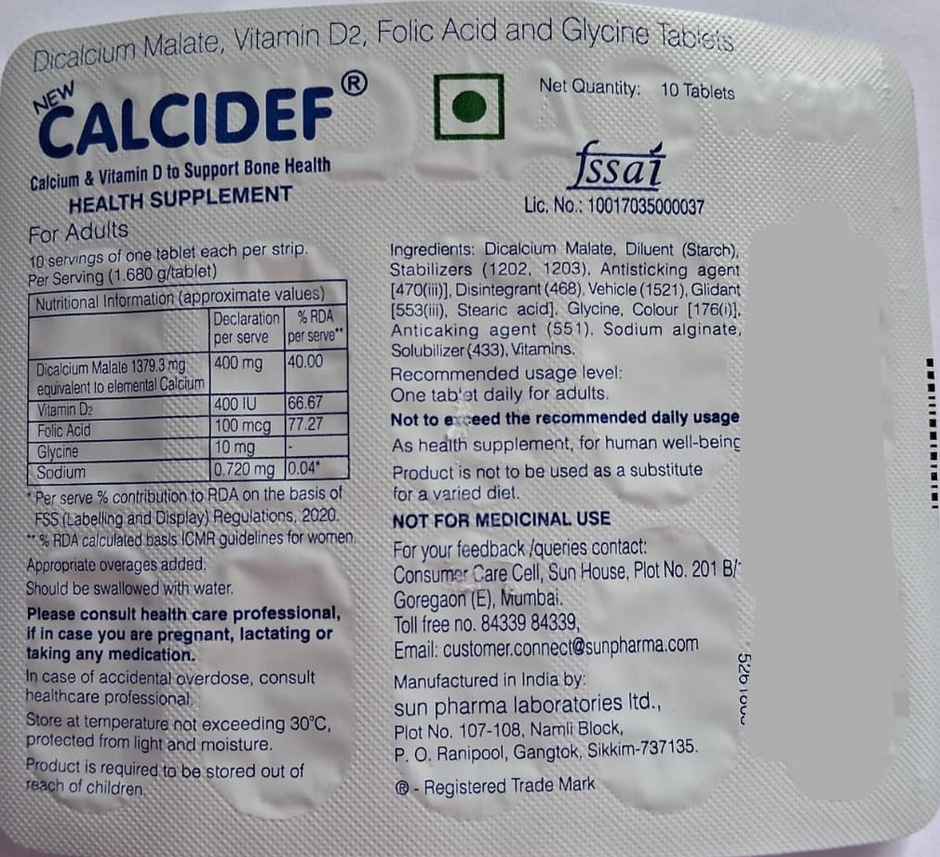 Dicalcium Malate, Vitamin D2, Folic Acid and Glycine Tablets
NEW
CALCIDEF®
Calcium & Vitamin D to Support Bone Health
HEALTH SUPPLEMENT
For Adults
10 servings of one tablet each per strip.
Per Serving (1.680 g/tablet)
Nutritional Information (approximate values)
Declaration per serve % RDA per serve**
Dicalcium Malate 1379.3 mg
equivalent to elemental Calcium 400 mg 40.00
Vitamin D2 400 IU 66.67
Folic Acid 100 mcg 77.27
Glycine 10 mg -
Sodium 0.720 mg 0.04*
* Per serve % contribution to RDA on the basis of
FSS (Labelling and Display) Regulations, 2020.
** % RDA calculated basis ICMR guidelines for women.
Appropriate overages added.
Should be swallowed with water.
Please consult health care professional,
if in case you are pregnant, lactating or
taking any medication.
In case of accidental overdose, consult
healthcare professional.
Store at temperature not exceeding 30°C,
protected from light and moisture.
Product is required to be stored out of
reach of children.
Net Quantity: 10 Tablets
fssai
Lic. No.: 10017035000037
Ingredients: Dicalcium Malate, Diluent (Starch),
Stabilizers (1202, 1203), Antisticking agent
[470(iii)], Disintegrant (468), Vehicle (1521), Glidant
[553(iii), Stearic acid], Glycine, Colour [176(i)],
Anticaking agent (551), Sodium alginate,
Solubilizer (433), Vitamins.
Recommended usage level:
One tablet daily for adults.
Not to exceed the recommended daily usage
As health supplement, for human well-being
Product is not to be used as a substitute
for a varied diet.
NOT FOR MEDICINAL USE
For your feedback /queries contact:
Consumer Care Cell, Sun House, Plot No. 201 B/
Goregaon (E), Mumbai.
Toll free no. 84339 84339,
Email: customer.connect@sunpharma.com
Manufactured in India by:
sun pharma laboratories ltd.,
Plot No. 107-108, Namli Block,
P. O. Ranipool, Gangtok, Sikkim-737135.
® - Registered Trade Mark